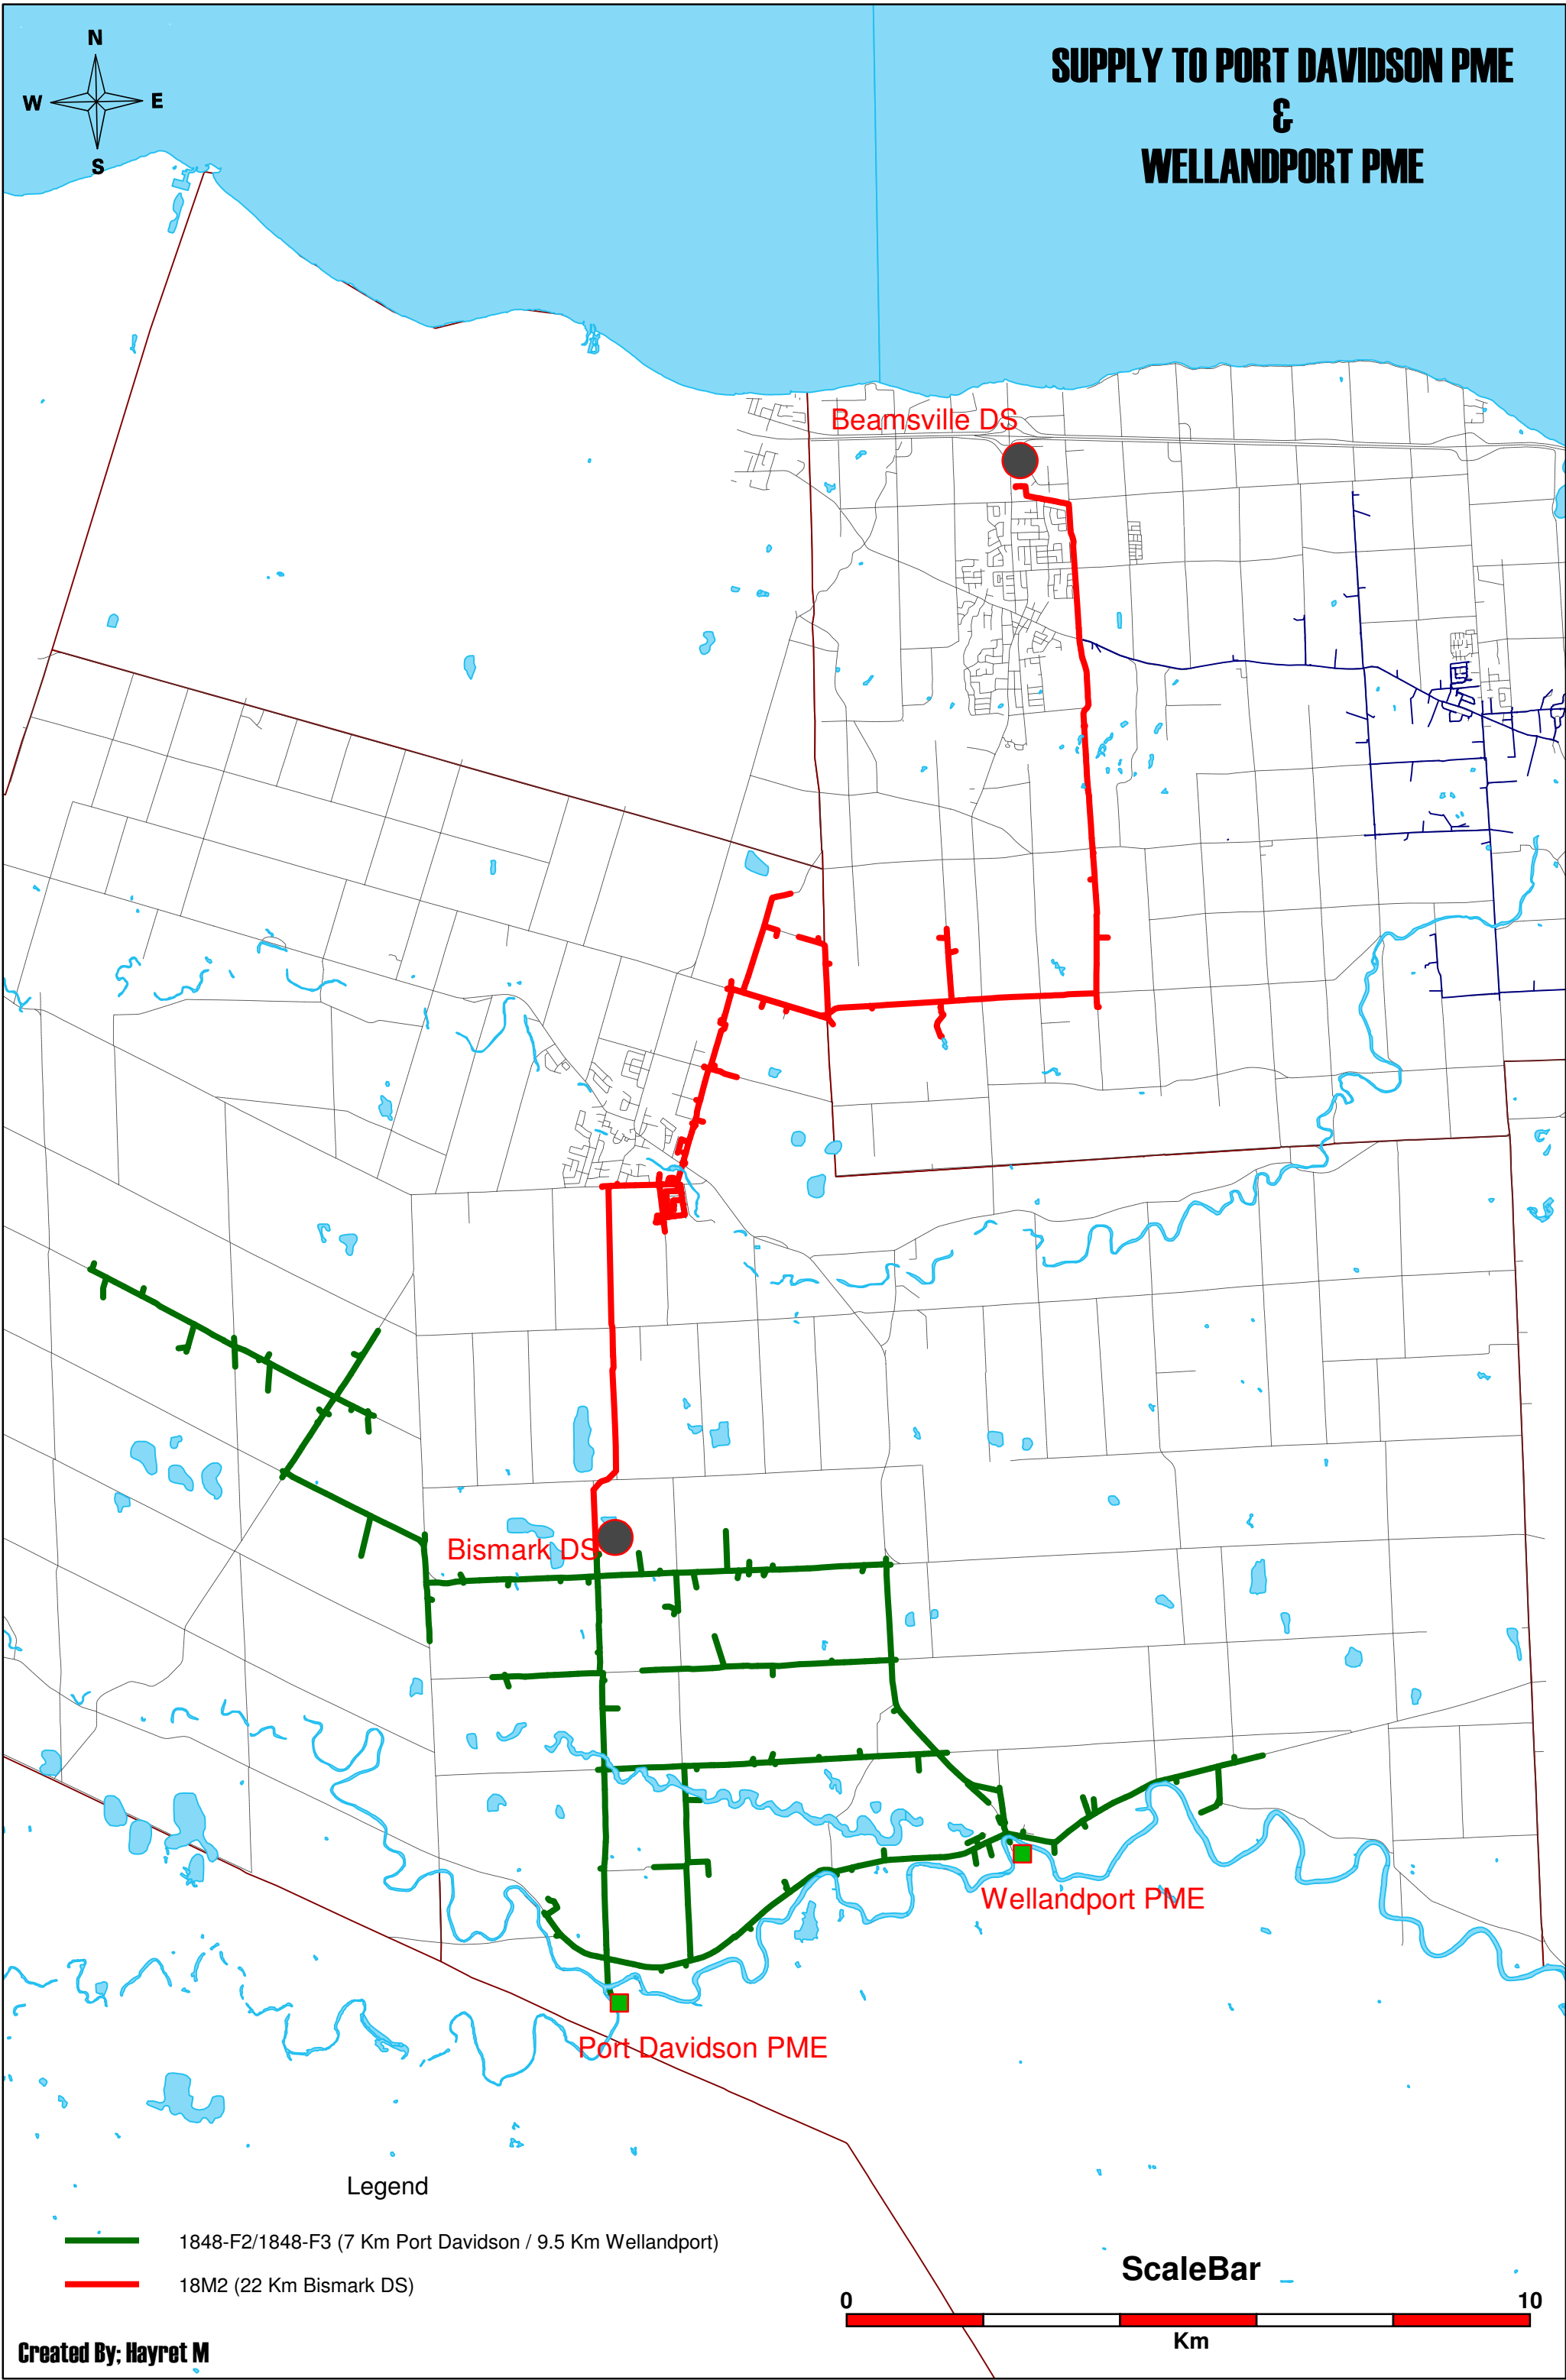 N
W E
S
SUPPLY TO PORT DAVIDSON PME
&
WELLANDPORT PME
Beamsville DS
Bismark DS
Wellandport PME
Port Davidson PME
Legend
1848-F2/1848-F3 (7 Km Port Davidson / 9.5 Km Wellandport)
18M2 (22 Km Bismark DS)
ScaleBar
0 10
Km
Created By; Hayret M